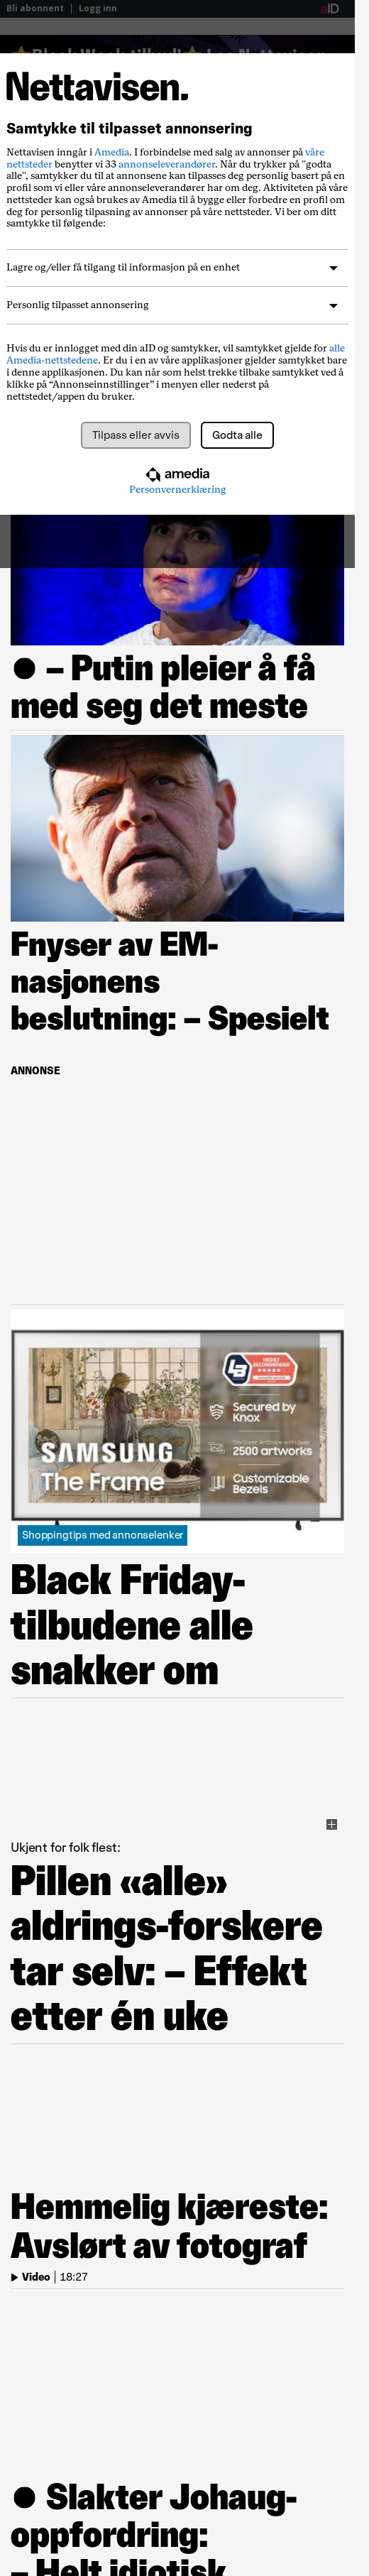 Bli abonnent
Logg inn
aID
Nettavisen.
Samtykke til tilpasset annonsering
Nettavisen inngår i Amedia. I forbindelse med salg av annonser på våre
nettsteder benytter vi 33 annonseleverandører. Når du trykker på "godta
alle", samtykker du til at annonsene kan tilpasses deg personlig basert på en
profil som vi eller våre annonseleverandører har om deg. Aktiviteten på våre
nettsteder kan også brukes av Amedia til å bygge eller forbedre en profil om
deg for personlig tilpasning av annonser på våre nettsteder. Vi ber om ditt
samtykke til følgende:
Lagre og/eller få tilgang til informasjon på en enhet
Personlig tilpasset annonsering
Hvis du er innlogget med din aID og samtykker, vil samtykket gjelde for alle
Amedia-nettstedene. Er du i en av våre applikasjoner gjelder samtykket bare
i denne applikasjonen. Du kan når som helst trekke tilbake samtykket ved å
klikke på “Annonseinnstillinger” i menyen eller nederst på
nettstedet/appen du bruker.
Tilpass eller avvis
Godta alle
amedia
Personvernerklæring
● – Putin pleier å få
med seg det meste
Fnyser av EM-
nasjonens
beslutning: – Spesielt
ANNONSE
HIGHLY
RECOMMENDED
Secured by
Knox
Discover ArtStore with over
2500 artworks
Customizable
Bezels
SAMSUNG
The Frame
Shoppingtips med annonselenker
Black Friday-
tilbudene alle
snakker om
Ukjent for folk flest:
Pillen «alle»
aldrings-forskere
tar selv: – Effekt
etter én uke
Hemmelig kjæreste:
Avslørt av fotograf
Video | 18:27
● Slakter Johaug-
oppfordring:
– Helt idiotisk